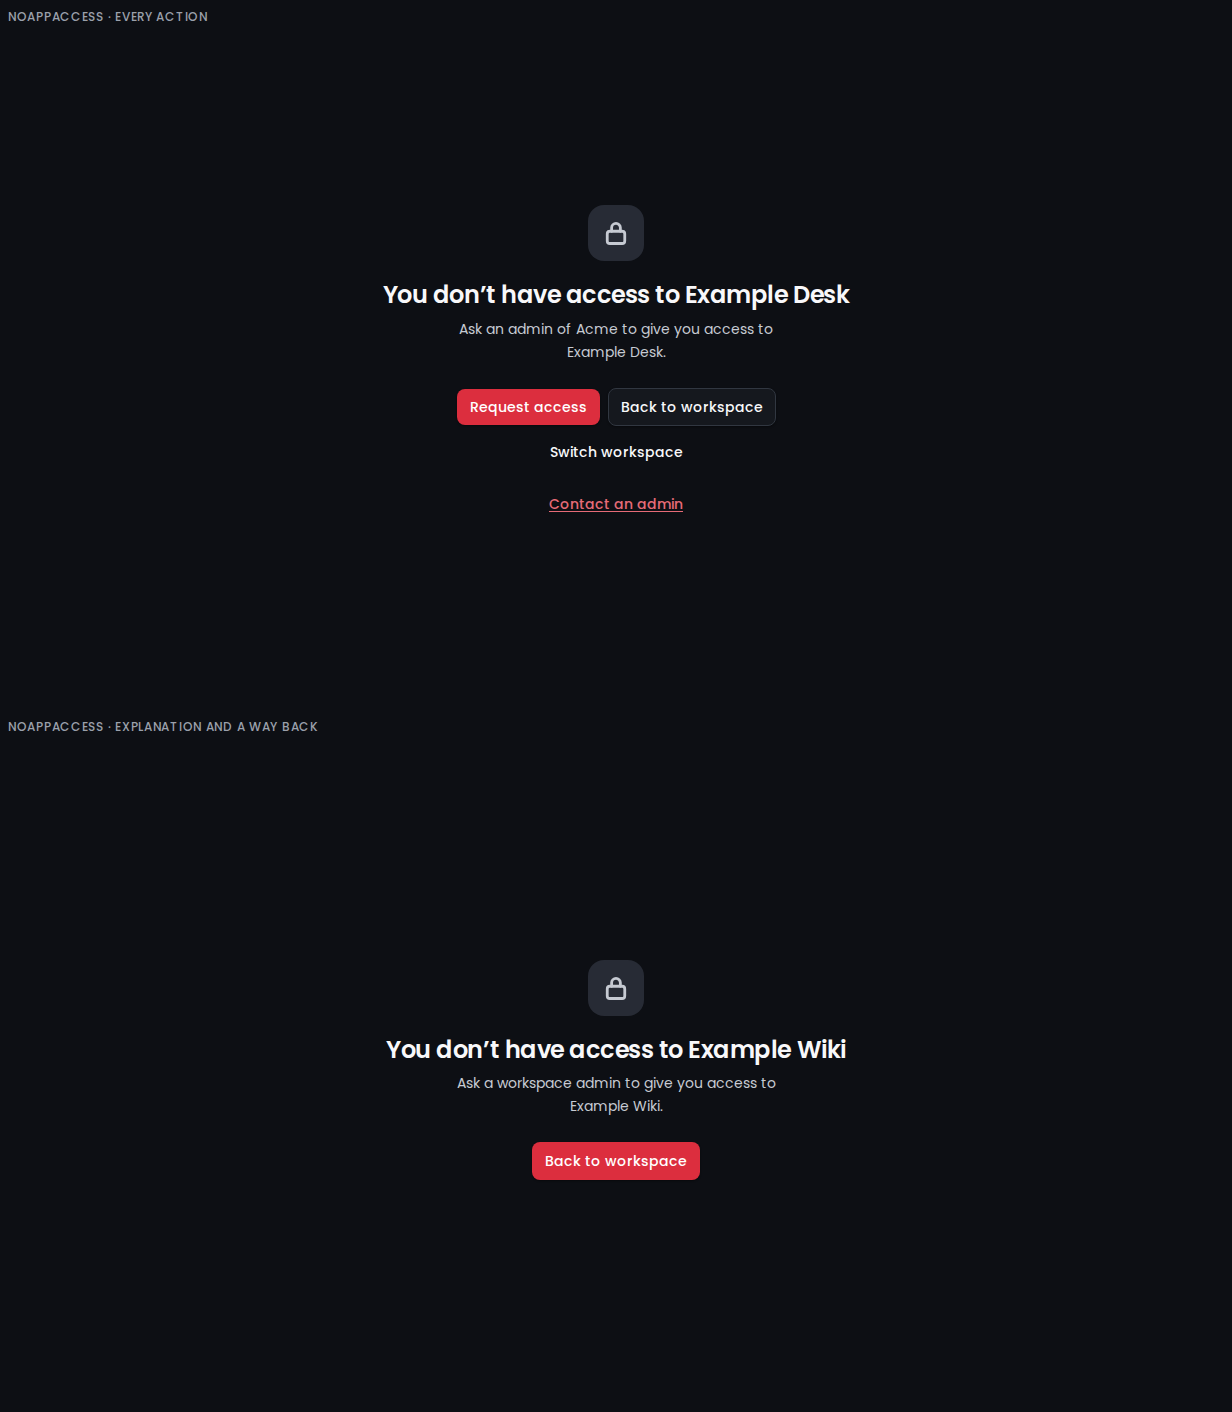 NOAPPACCESS · EVERY ACTION
You don’t have access to Example Desk
Ask an admin of Acme to give you access to
Example Desk.
Request access
Back to workspace
Switch workspace
Contact an admin
NOAPPACCESS · EXPLANATION AND A WAY BACK
You don’t have access to Example Wiki
Ask a workspace admin to give you access to
Example Wiki.
Back to workspace